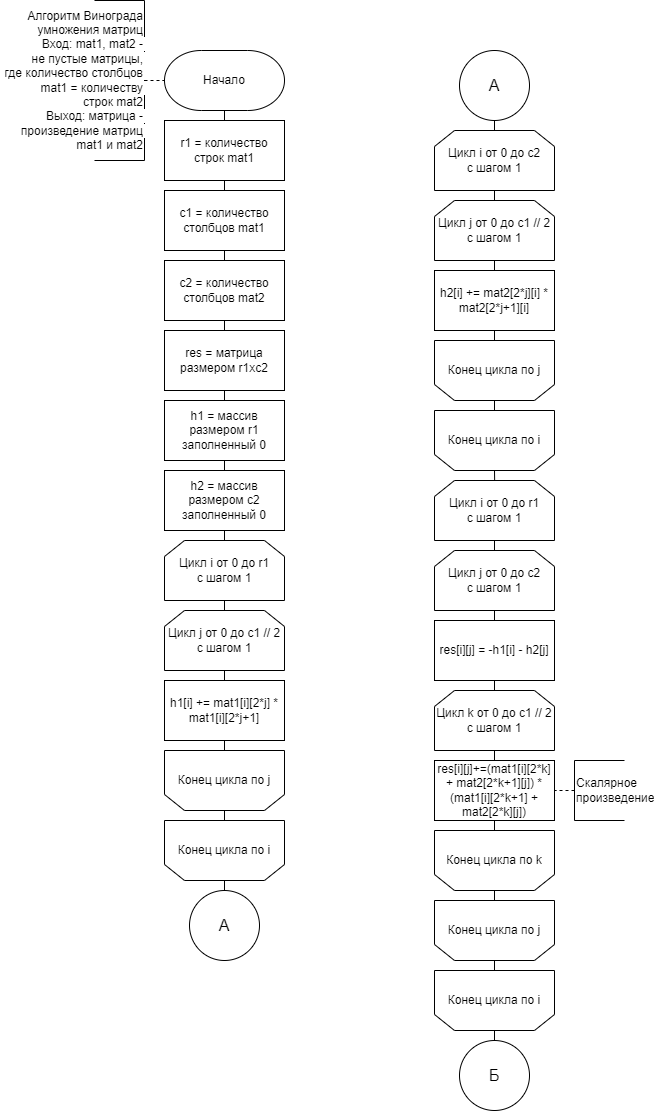 Алгоритм Винограда
умножения матриц
Вход: mat1, mat2 -
не пустые матрицы,
где количество столбцов
mat1 = количеству
строк mat2
Выход: матрица -
произведение матриц
mat1 и mat2
Начало
r1 = количество
строк mat1
c1 = количество
столбцов mat1
c2 = количество
столбцов mat2
res = матрица
размером r1xc2
h1 = массив
размером r1
заполненный 0
h2 = массив
размером c2
заполненный 0
Цикл i от 0 до r1
с шагом 1
Цикл j от 0 до c1 // 2
с шагом 1
h1[i] += mat1[i][2*j] *
mat1[i][2*j+1]
Конец цикла по j
Конец цикла по i
А
А
Цикл i от 0 до c2
с шагом 1
Цикл j от 0 до c1 // 2
с шагом 1
h2[i] += mat2[2*j][i] *
mat2[2*j+1][i]
Конец цикла по j
Конец цикла по i
Цикл i от 0 до r1
с шагом 1
Цикл j от 0 до c2
с шагом 1
res[i][j] = -h1[i] - h2[j]
Цикл k от 0 до c1 // 2
с шагом 1
res[i][j]+=(mat1[i][2*k]
+ mat2[2*k+1][j]) *
(mat1[i][2*k+1] +
mat2[2*k][j])
Скалярное
произведение
Конец цикла по k
Конец цикла по j
Конец цикла по i
Б